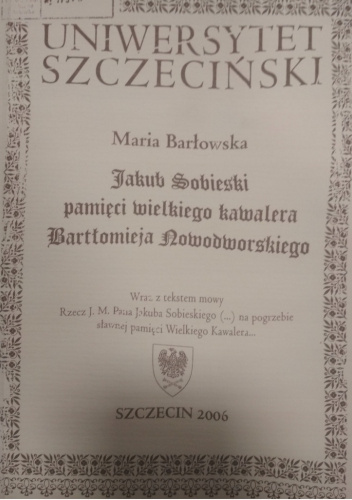 UNIWERSYTET
SZCZECIŃSKI
Maria Barłowska
Jakub Sobieski
pamięci wielkiego kawalera
Bartłomieja Nowodworskiego
Wraz z tekstem mowy
Rzecz J. M. Pana Jakuba Sobieskiego (...) na pogrzebie
sławnej pamięci Wielkiego Kawalera...
SZCZECIN 2006